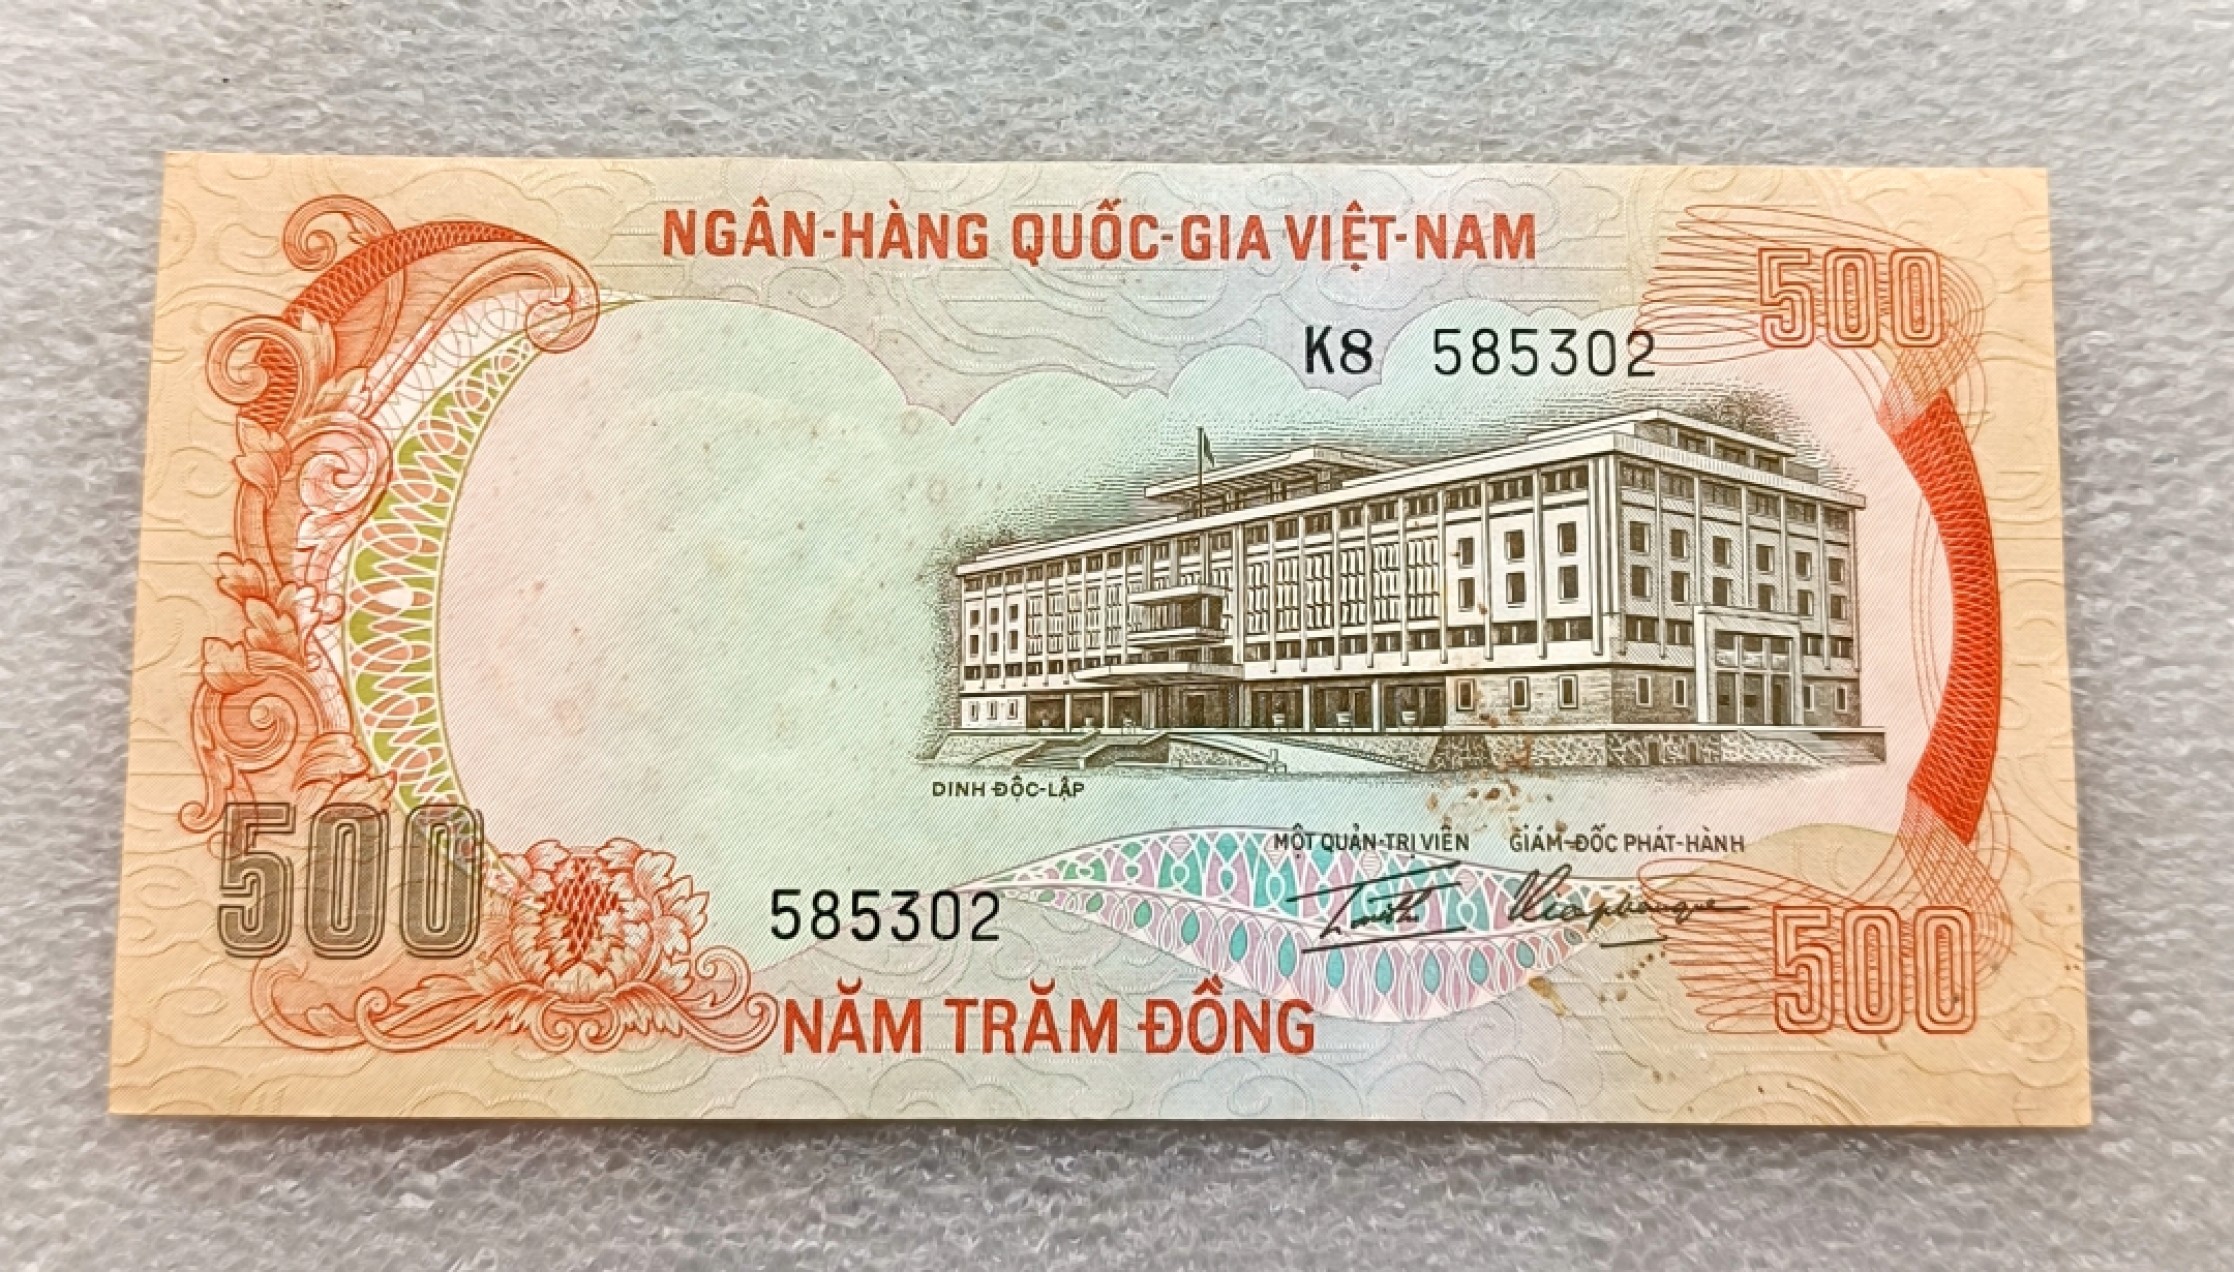 NGÂN-HÀNG QUỐC-GIA VIỆT-NAM
500
K8 585302
DINH ĐỘC-LẬP
MỘT QUẢN-TRỊ VIÊN GIÁM-ĐỐC PHÁT-HÀNH
500
585302
500
NĂM TRĂM ĐỒNG